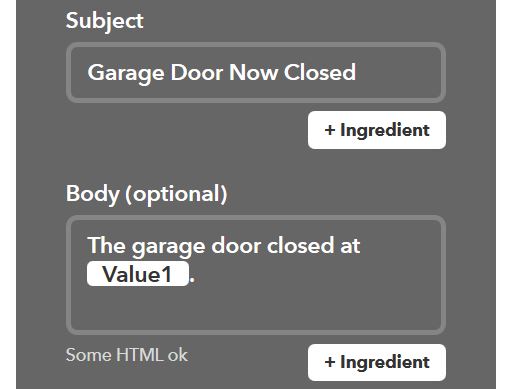 Subject
Garage Door Now Closed
+ Ingredient
Body (optional)
The garage door closed at
Value1.
Some HTML ok
+ Ingredient